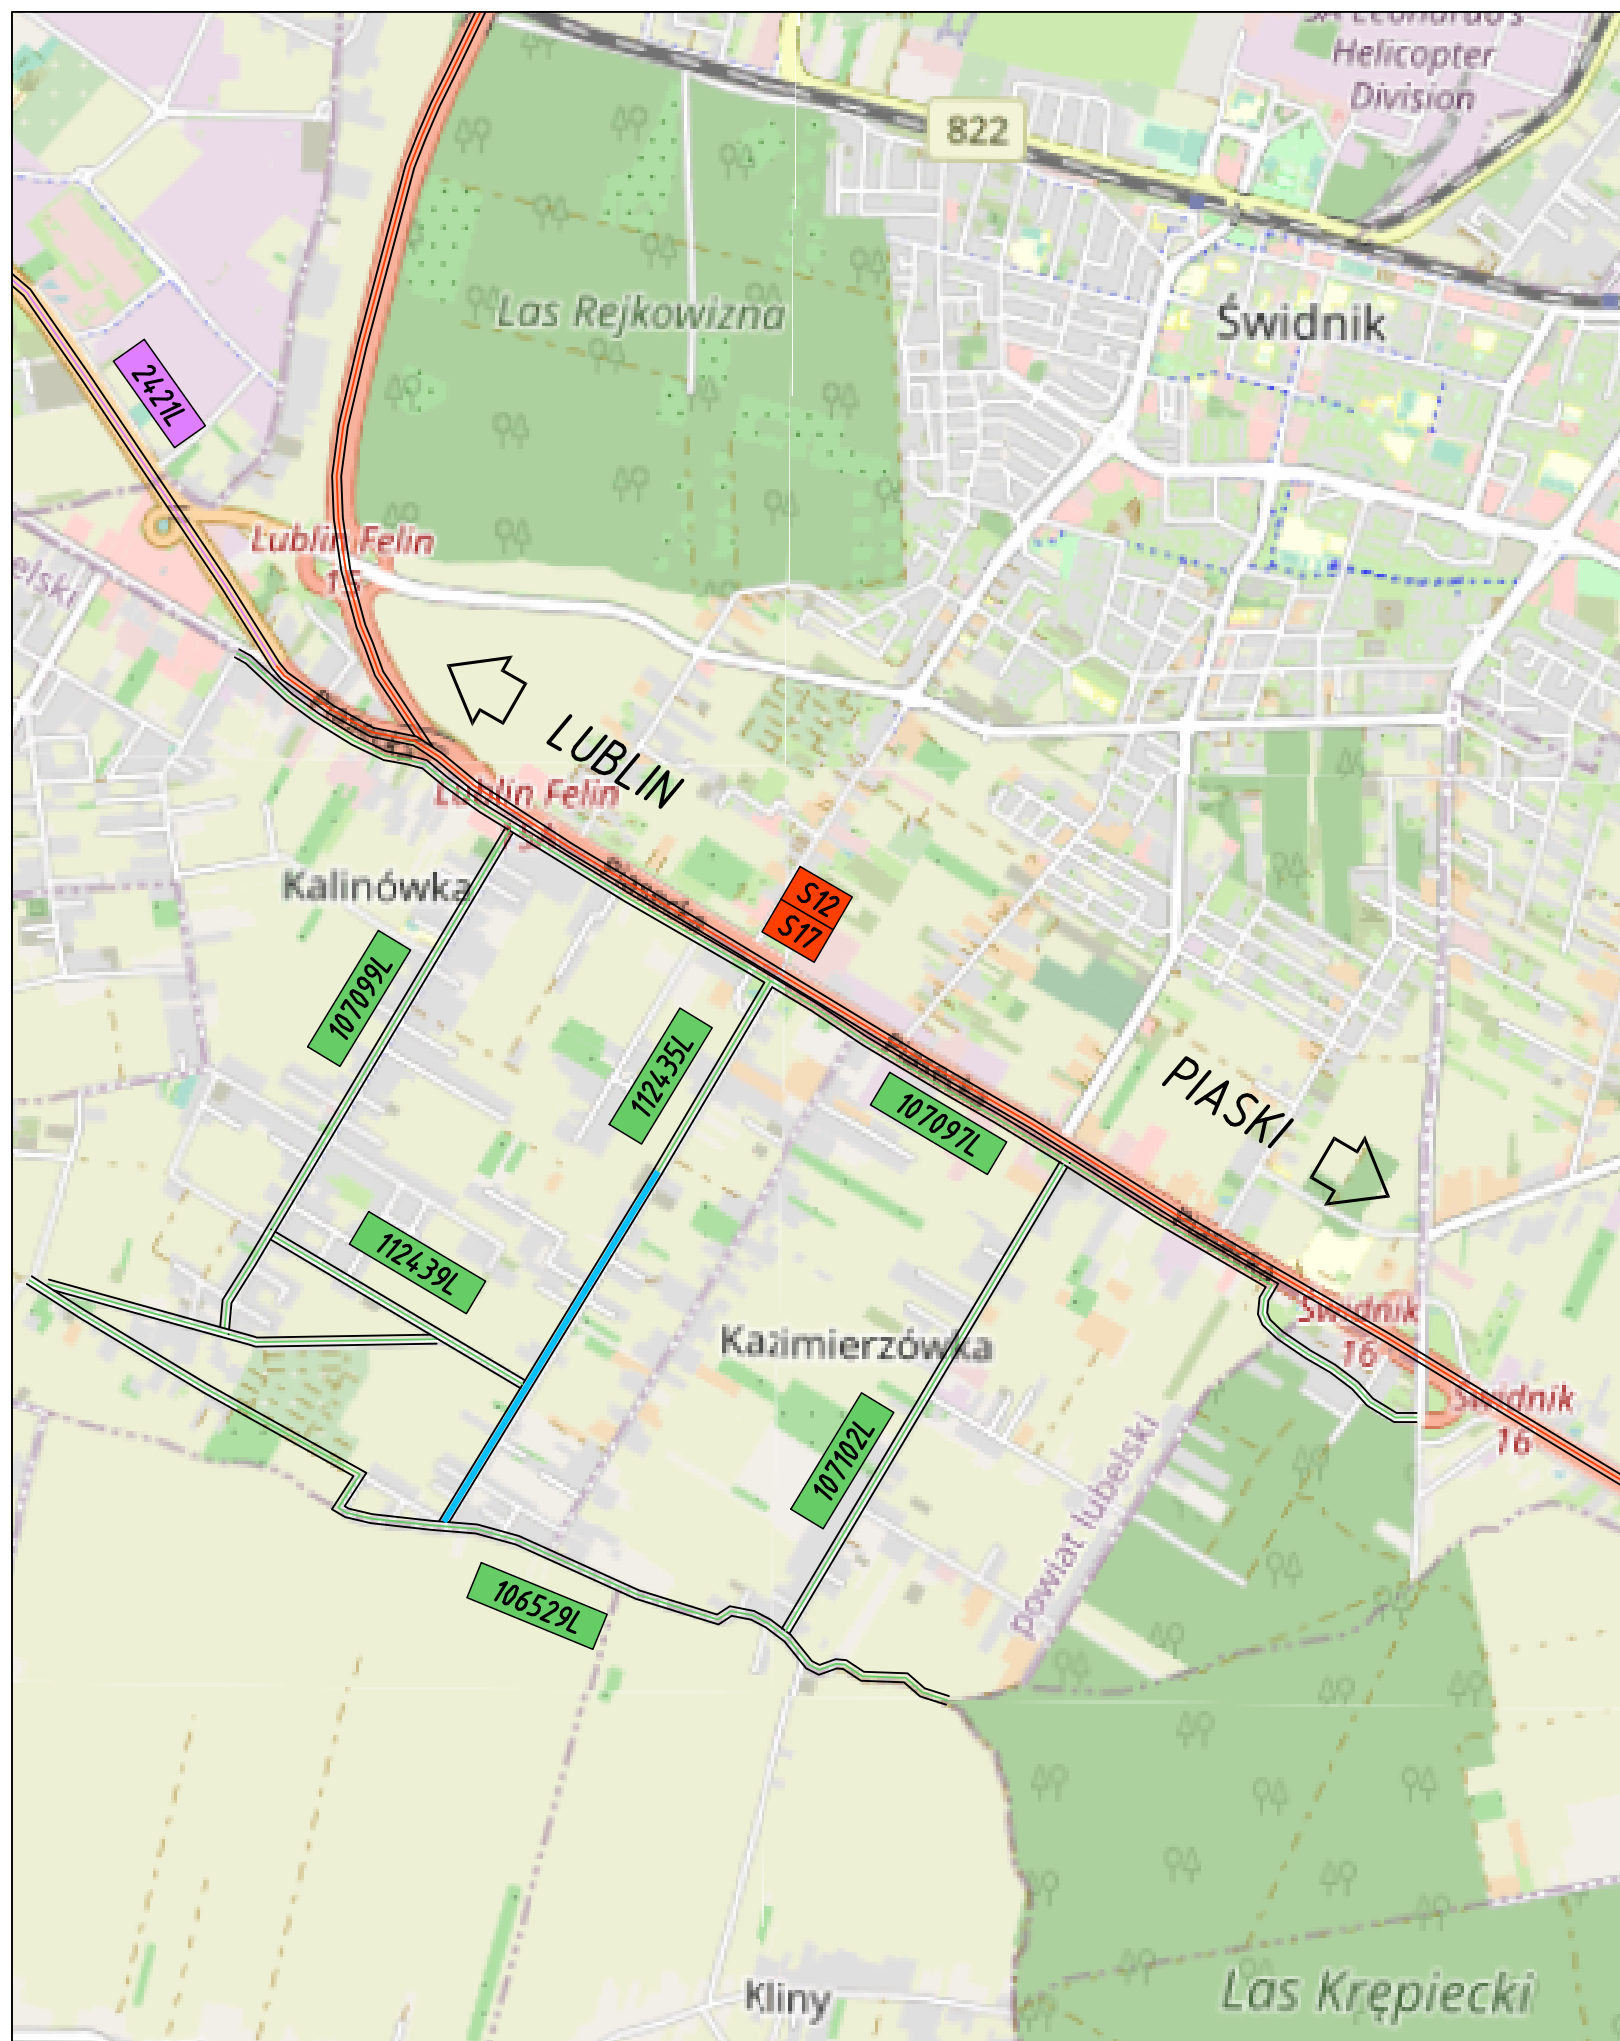 Helicopter
Division
822
Las Rejkowizna
Świdnik
2421L
Lublin Felin
15
elski
LUBLIN
Lublin Felin
Kalinówka
S12
S17
107099L
112435L
107097L
PIASKI
112439L
Świdnik
16
Kazimierzówka
Świdnik
16
107102L
powiat lubelski
106529L
Las Krępiecki
Kliny